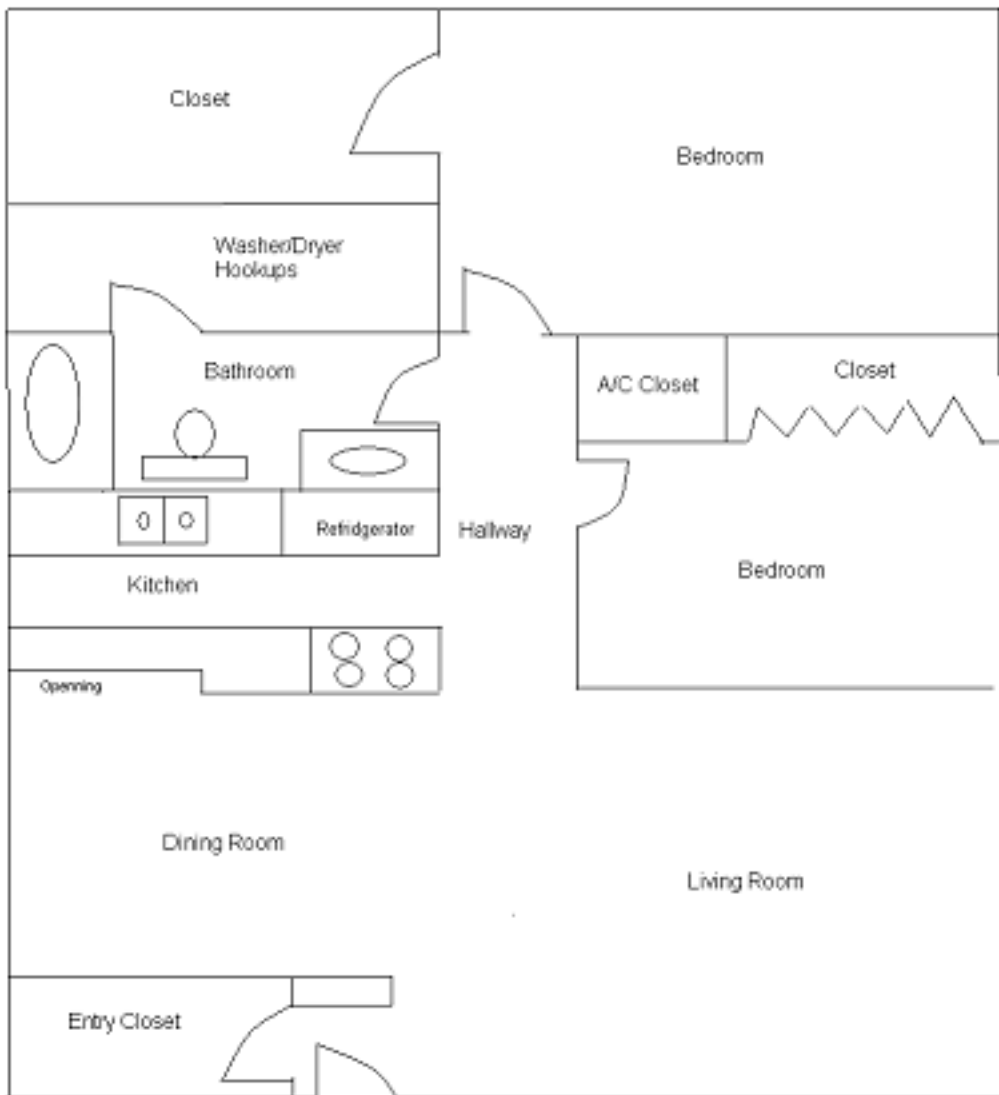 Closet
Bedroom
Washer/Dryer
Hookups
Bathroom
A/C Closet
Closet
Refridgerator
Hallway
Kitchen
Bedroom
Openning
Dining Room
Living Room
Entry Closet